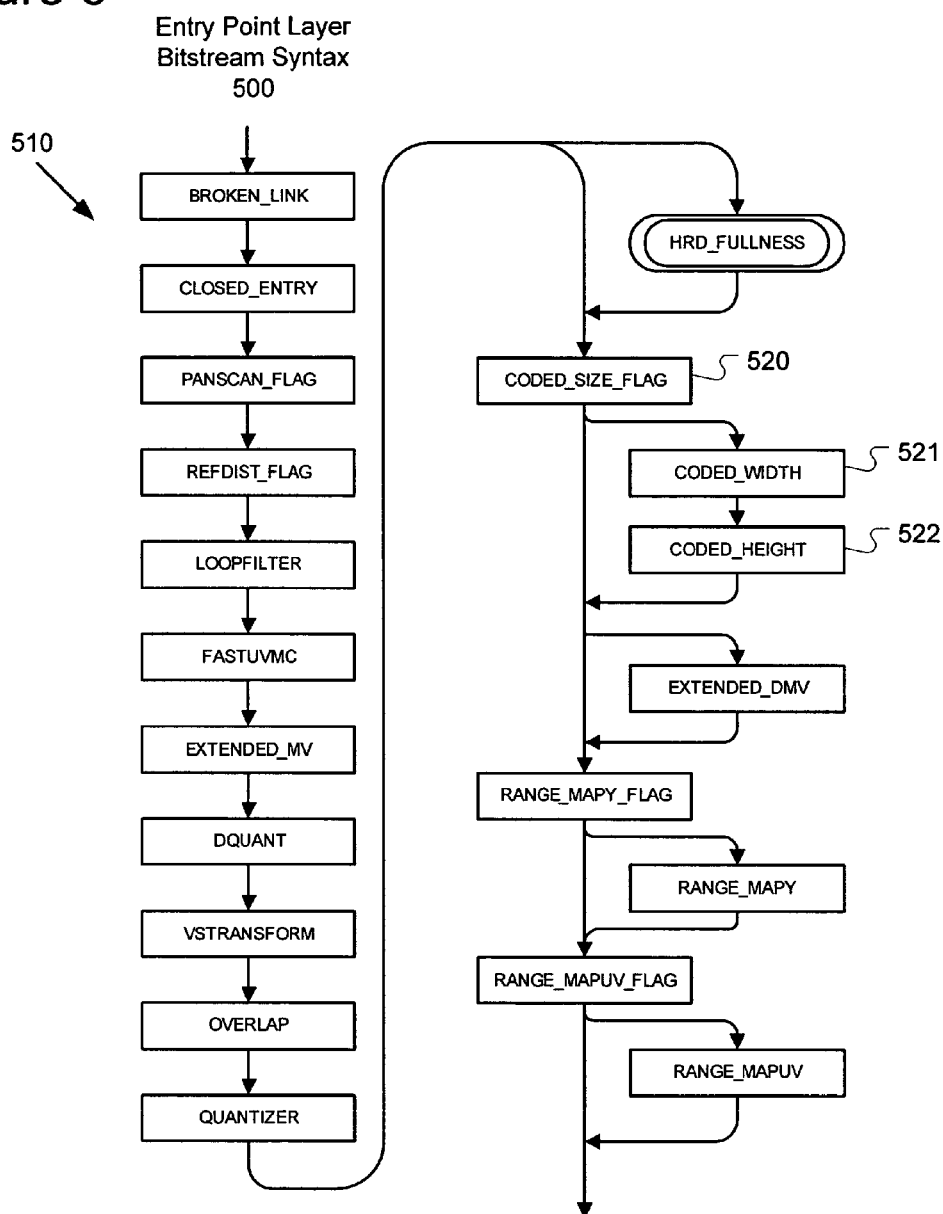 Entry Point Layer
Bitstream Syntax
500
510
BROKEN_LINK
CLOSED_ENTRY
PANSCAN_FLAG
REFDIST_FLAG
LOOPFILTER
FASTUVMC
EXTENDED_MV
DQUANT
VSTRANSFORM
OVERLAP
QUANTIZER
HRD_FULLNESS
CODED_SIZE_FLAG
520
CODED_WIDTH
521
CODED_HEIGHT
522
EXTENDED_DMV
RANGE_MAPY_FLAG
RANGE_MAPY
RANGE_MAPUV_FLAG
RANGE_MAPUV